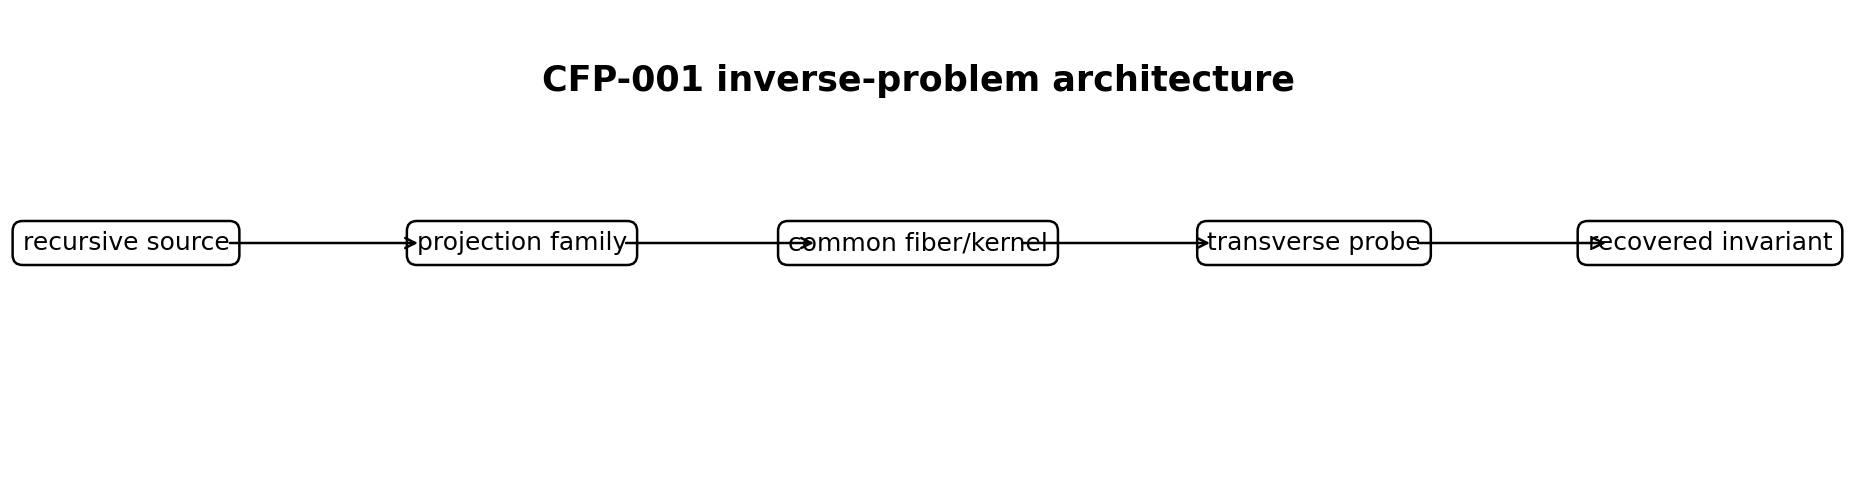 CFP-001 inverse-problem architecture
recursive source
projection family
common fiber/kernel
transverse probe
recovered invariant